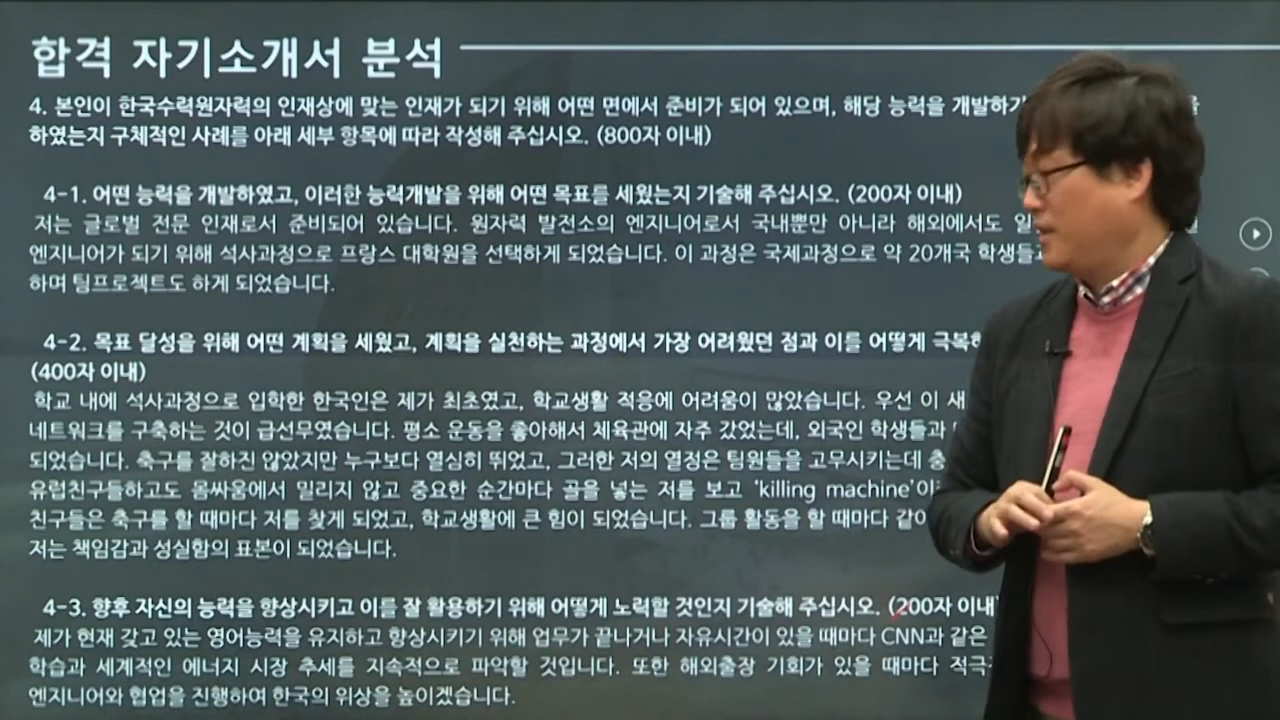 합격 자기소개서 분석
4. 본인이 한국수력원자력의 인재상에 맞는 인재가 되기 위해 어떤 면에서 준비가 되어 있으며, 해당 능력을 개발하기
하였는지 구체적인 사례를 아래 세부 항목에 따라 작성해 주십시오. (800자 이내)
4-1. 어떤 능력을 개발하였고, 이러한 능력개발을 위해 어떤 목표를 세웠는지 기술해 주십시오. (200자 이내)
저는 글로벌 전문 인재로서 준비되어 있습니다. 원자력 발전소의 엔지니어로서 국내뿐만 아니라 해외에서도
엔지니어가 되기 위해 석사과정으로 프랑스 대학원을 선택하게 되었습니다. 이 과정은 국제과정으로 약 20개국 학생들
하며 팀프로젝트도 하게 되었습니다.
4-2. 목표 달성을 위해 어떤 계획을 세웠고, 계획을 실천하는 과정에서 가장 어려웠던 점과 이를 어떻게
(400자 이내)
학교 내에 석사과정으로 입학한 한국인은 제가 최초였고, 학교생활 적응에 어려움이 많았습니다. 우선 이 새
네트워크를 구축하는 것이 급선무였습니다. 평소 운동을 좋아해서 체육관에 자주 갔었는데, 외국인 학생들과
되었습니다. 축구를 잘하진 않았지만 누구보다 열심히 뛰었고, 그러한 저의 열정은 팀원들을 고무시키는데
유럽친구들하고도 몸싸움에서 밀리지 않고 중요한 순간마다 골을 넣는 저를 보고 'killing machine'이
친구들은 축구를 할 때마다 저를 찾게 되었고, 학교생활에 큰 힘이 되었습니다. 그룹 활동을 할 때마다 같이
저는 책임감과 성실함의 표본이 되었습니다.
4-3. 향후 자신의 능력을 향상시키고 이를 잘 활용하기 위해 어떻게 노력할 것인지 기술해 주십시오. (200자 이내)
제가 현재 갖고 있는 영어능력을 유지하고 향상시키기 위해 업무가 끝나거나 자유시간이 있을 때마다 CNN과 같은
학습과 세계적인 에너지 시장 추세를 지속적으로 파악할 것입니다. 또한 해외출장 기회가 있을 때마다
엔지니어와 협업을 진행하여 한국의 위상을 높이겠습니다.